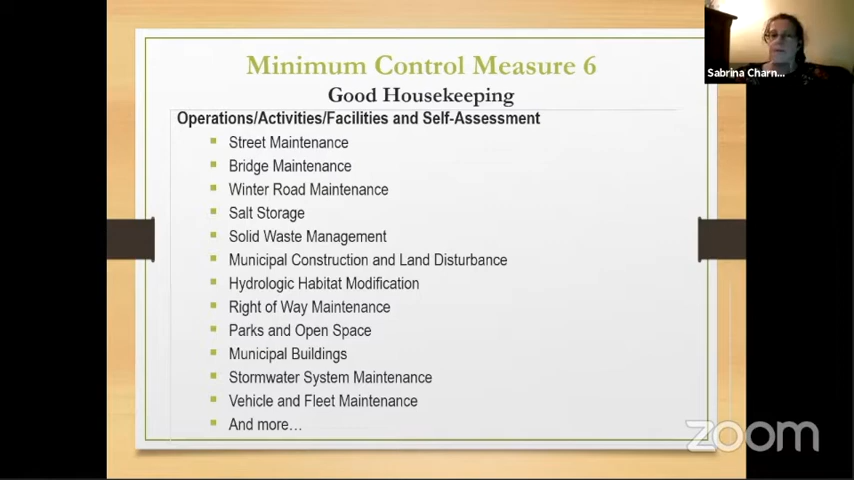 Minimum Control Measure 6
Good Housekeeping
Operations/Activities/Facilities and Self-Assessment
Street Maintenance
Bridge Maintenance
Winter Road Maintenance
Salt Storage
Solid Waste Management
Municipal Construction and Land Disturbance
Hydrologic Habitat Modification
Right of Way Maintenance
Parks and Open Space
Municipal Buildings
Stormwater System Maintenance
Vehicle and Fleet Maintenance
And more…
Sabrina Charn...
zoom